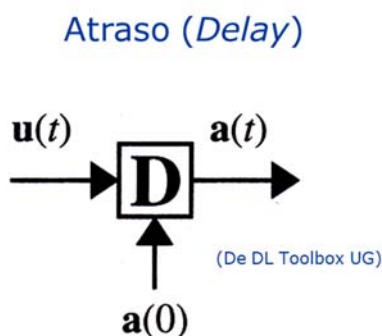 Atraso (Delay)
u(t) a(t)
D
(De DL Toolbox UG)
a(0)